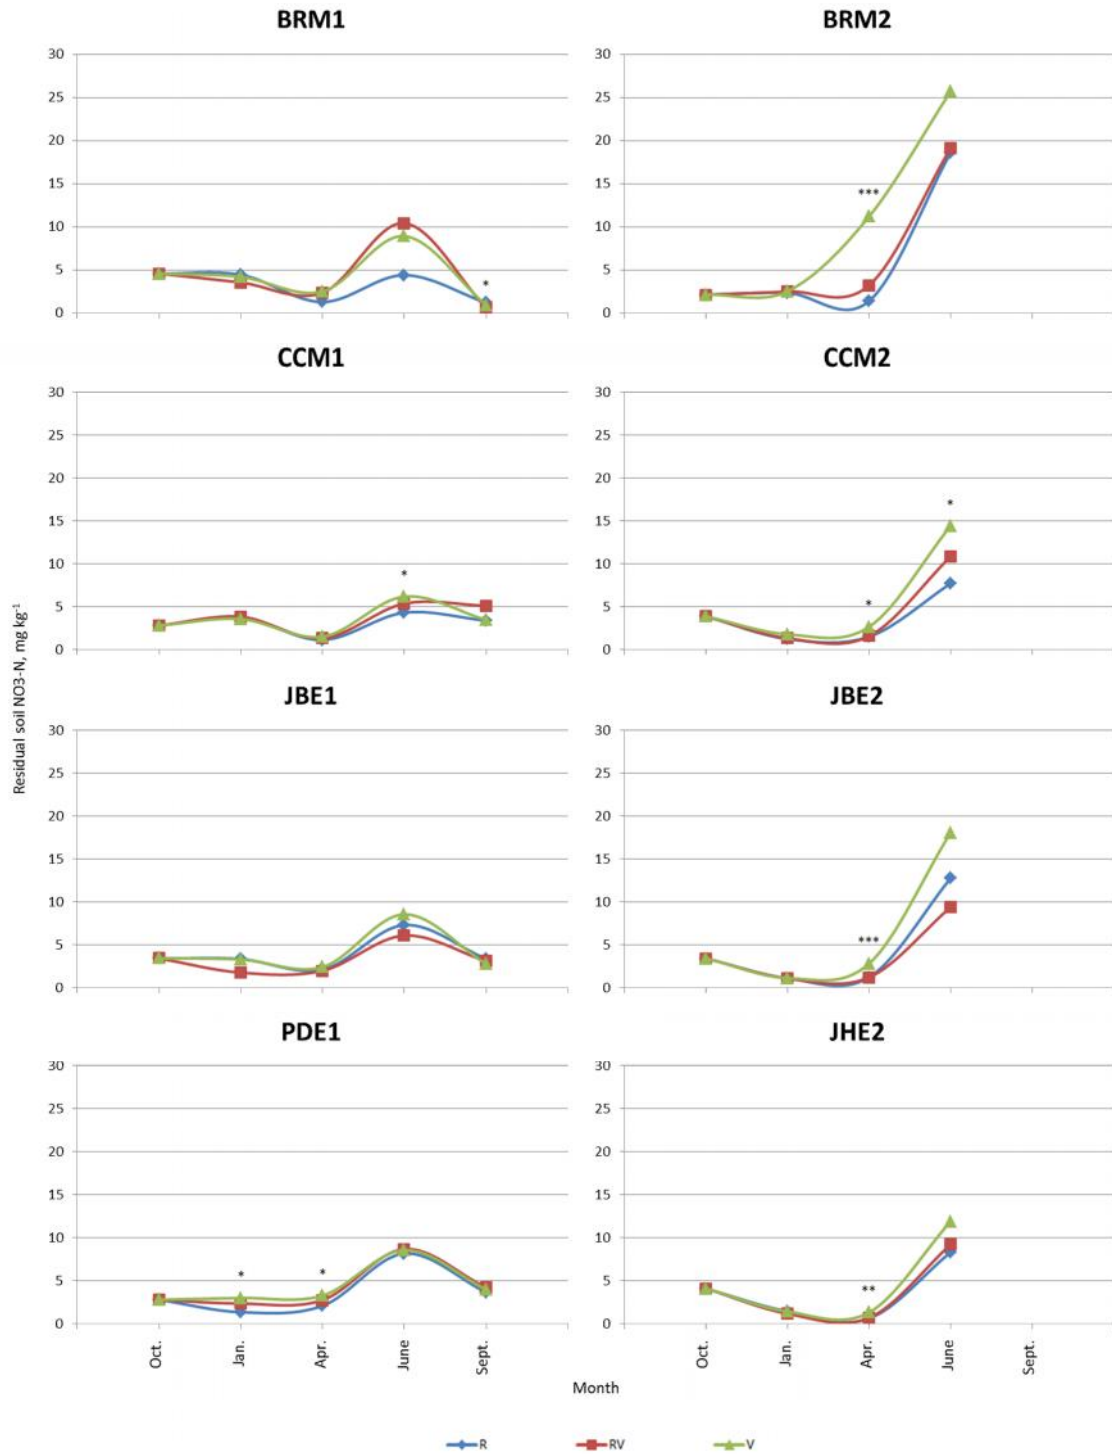 BRM1
30
25
20
15
10
5
0
*
BRM2
30
25
20
15
10
5
0
***
CCM1
30
25
20
15
10
5
0
*
CCM2
30
25
20
15
10
5
0
*
*
JBE1
30
25
20
15
10
5
0
JBE2
30
25
20
15
10
5
0
***
PDE1
30
25
20
15
10
5
0
*
*
Oct.
Jan.
Apr.
June
Sept.
JHE2
30
25
20
15
10
5
0
**
Oct.
Jan.
Apr.
June
Sept.
Residual soil NO3-N, mg kg⁻¹
Month
R
RV
V